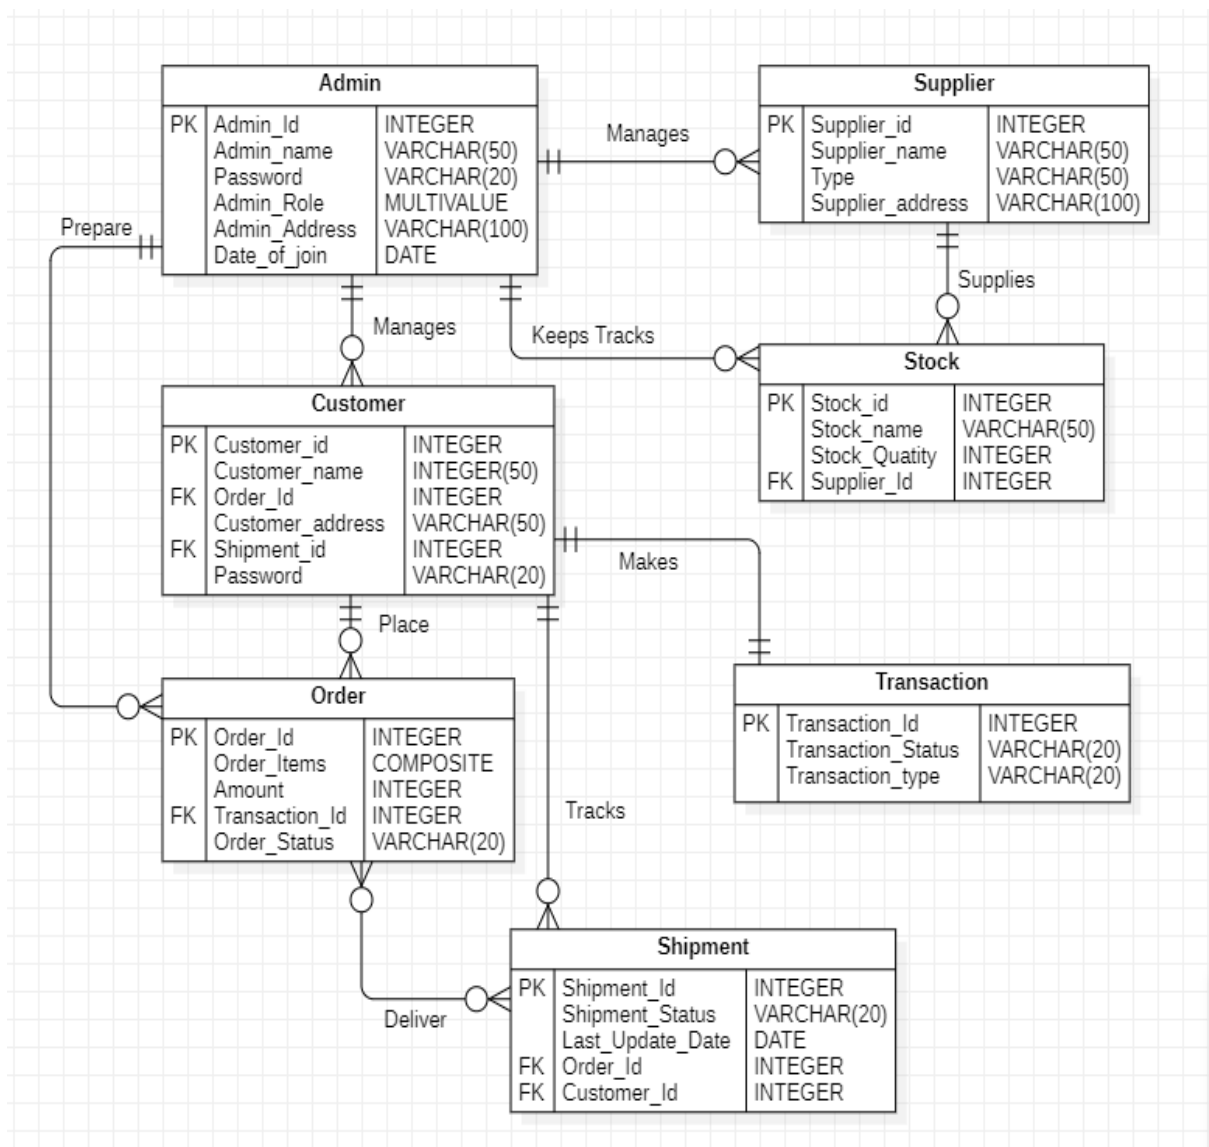 Admin
PK Admin_Id INTEGER
Admin_name VARCHAR(50)
Password VARCHAR(20)
Admin_Role MULTIVALUE
Admin_Address VARCHAR(100)
Date_of_join DATE
Manages
Supplier
PK Supplier_id INTEGER
Supplier_name VARCHAR(50)
Type VARCHAR(50)
Supplier_address VARCHAR(100)
Prepare
Manages
Keeps Tracks
Supplies
Stock
PK Stock_id INTEGER
Stock_name VARCHAR(50)
Stock_Quatity INTEGER
FK Supplier_Id INTEGER
Customer
PK Customer_id INTEGER
Customer_name INTEGER(50)
FK Order_Id INTEGER
Customer_address VARCHAR(50)
FK Shipment_id INTEGER
Password VARCHAR(20)
Makes
Place
Transaction
PK Transaction_Id INTEGER
Transaction_Status VARCHAR(20)
Transaction_type VARCHAR(20)
Order
PK Order_Id INTEGER
Order_Items COMPOSITE
Amount INTEGER
FK Transaction_Id INTEGER
Order_Status VARCHAR(20)
Tracks
Deliver
Shipment
PK Shipment_Id INTEGER
Shipment_Status VARCHAR(20)
Last_Update_Date DATE
FK Order_Id INTEGER
FK Customer_Id INTEGER